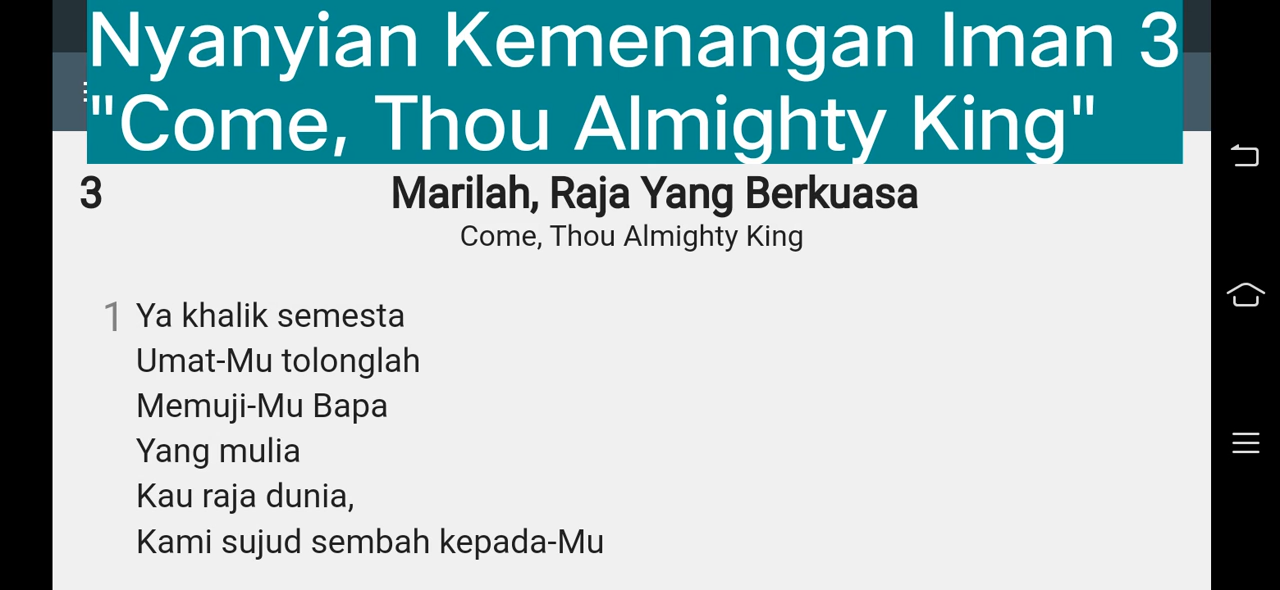 Nyanyian Kemenangan Iman 3
"Come, Thou Almighty King"
3 Marilah, Raja Yang Berkuasa
Come, Thou Almighty King
1 Ya khalik semesta
Umat-Mu tolonglah
Memuji-Mu Bapa
Yang mulia
Kau raja dunia,
Kami sujud sembah kepada-Mu